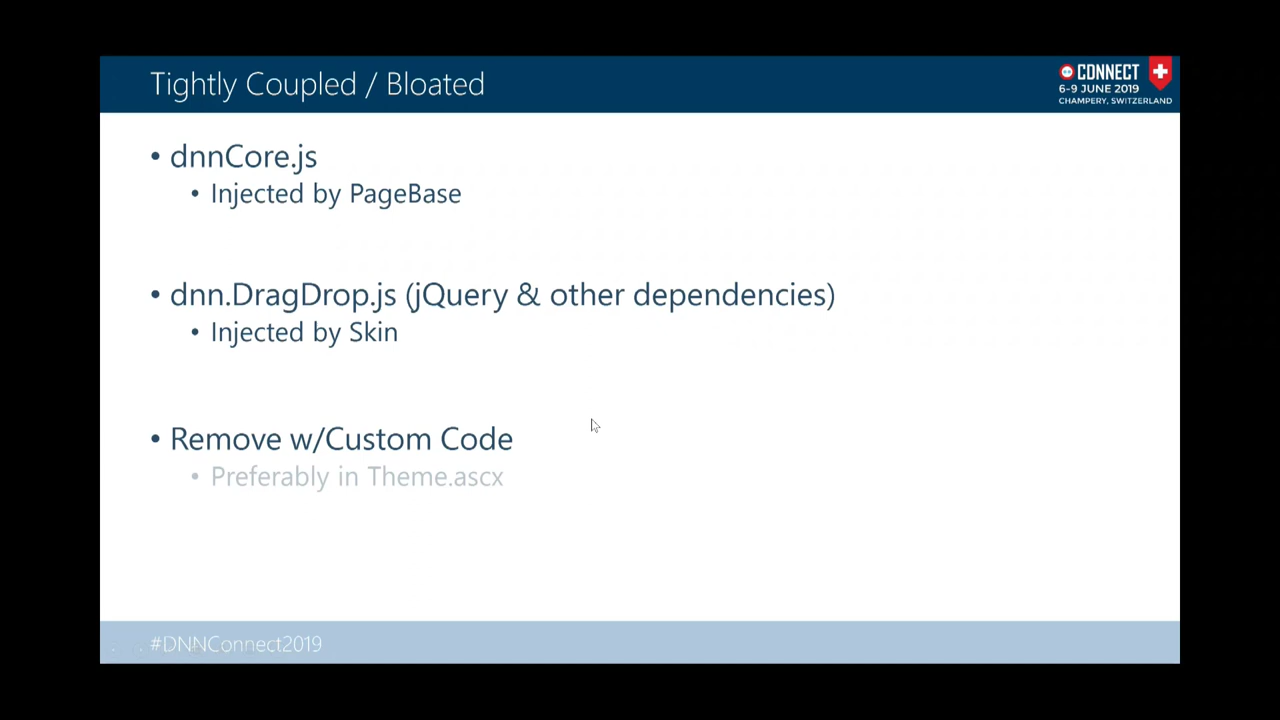 Tightly Coupled / Bloated
CONNECT
6-9 JUNE 2019
CHAMPERY, SWITZERLAND
• dnnCore.js
• Injected by PageBase
• dnn.DragDrop.js (jQuery & other dependencies)
• Injected by Skin
• Remove w/Custom Code
• Preferably in Theme.ascx
#DNNConnect2019